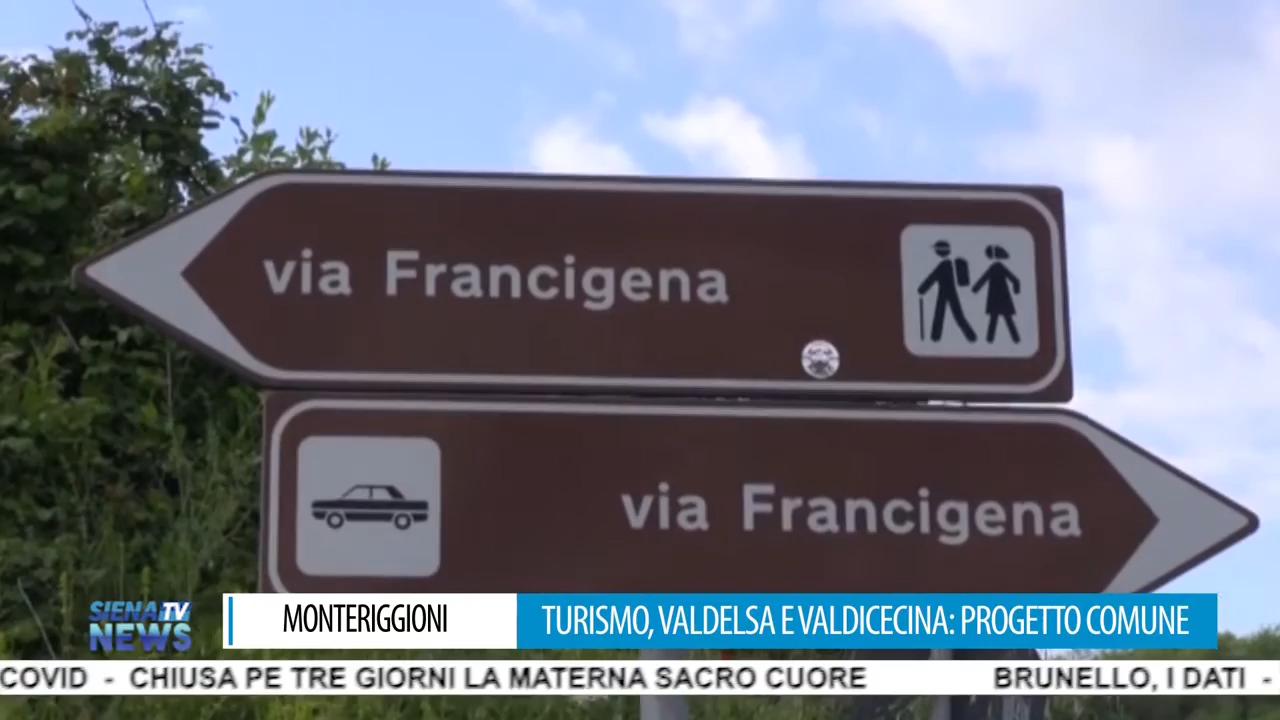 via Francigena
via Francigena
SIENA TV
NEWS
MONTERIGGIONI
TURISMO, VALDELSA E VALDICECINA: PROGETTO COMUNE
COVID - CHIUSA PE TRE GIORNI LA MATERNA SACRO CUORE BRUNELLO, I DATI -